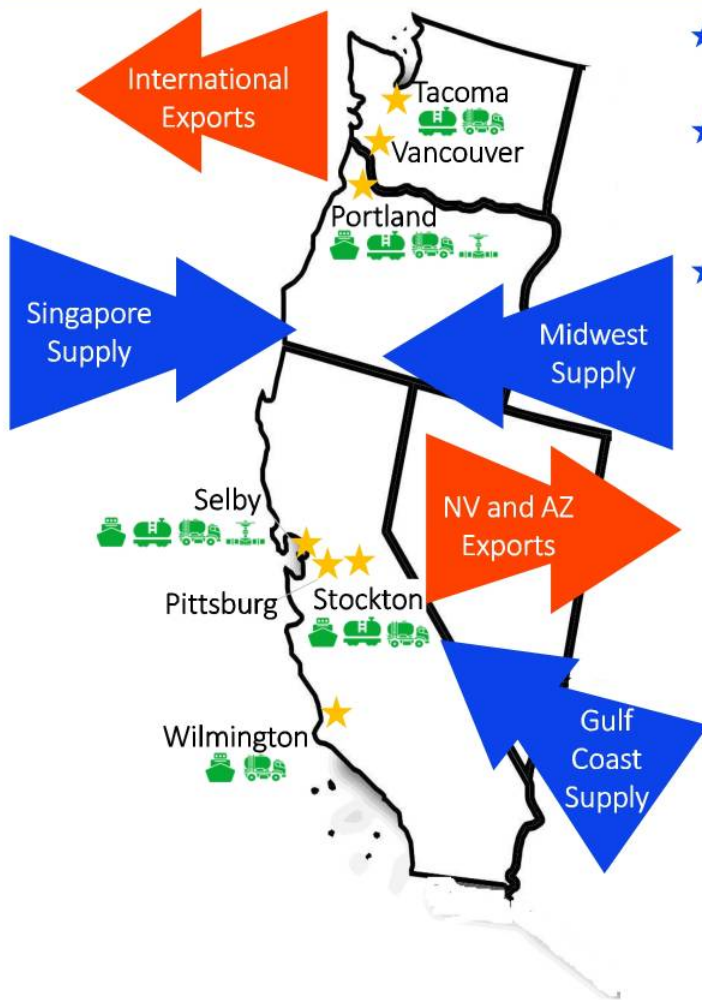 International
Exports
Tacoma
Vancouver
Portland
Singapore
Supply
Midwest
Supply
Selby
NV and AZ
Exports
Pittsburg
Stockton
Wilmington
Gulf
Coast
Supply